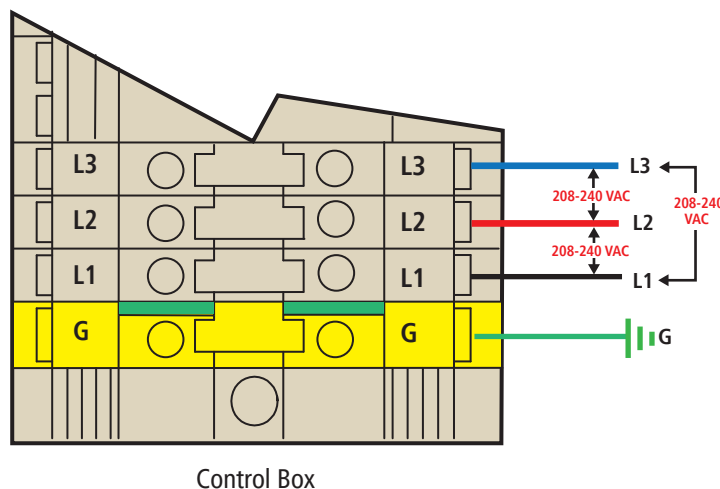 L3 L3 L3
208-240 VAC
208-240
VAC
L2 L2 L2
208-240 VAC
L1 L1 L1
G G G
Control Box